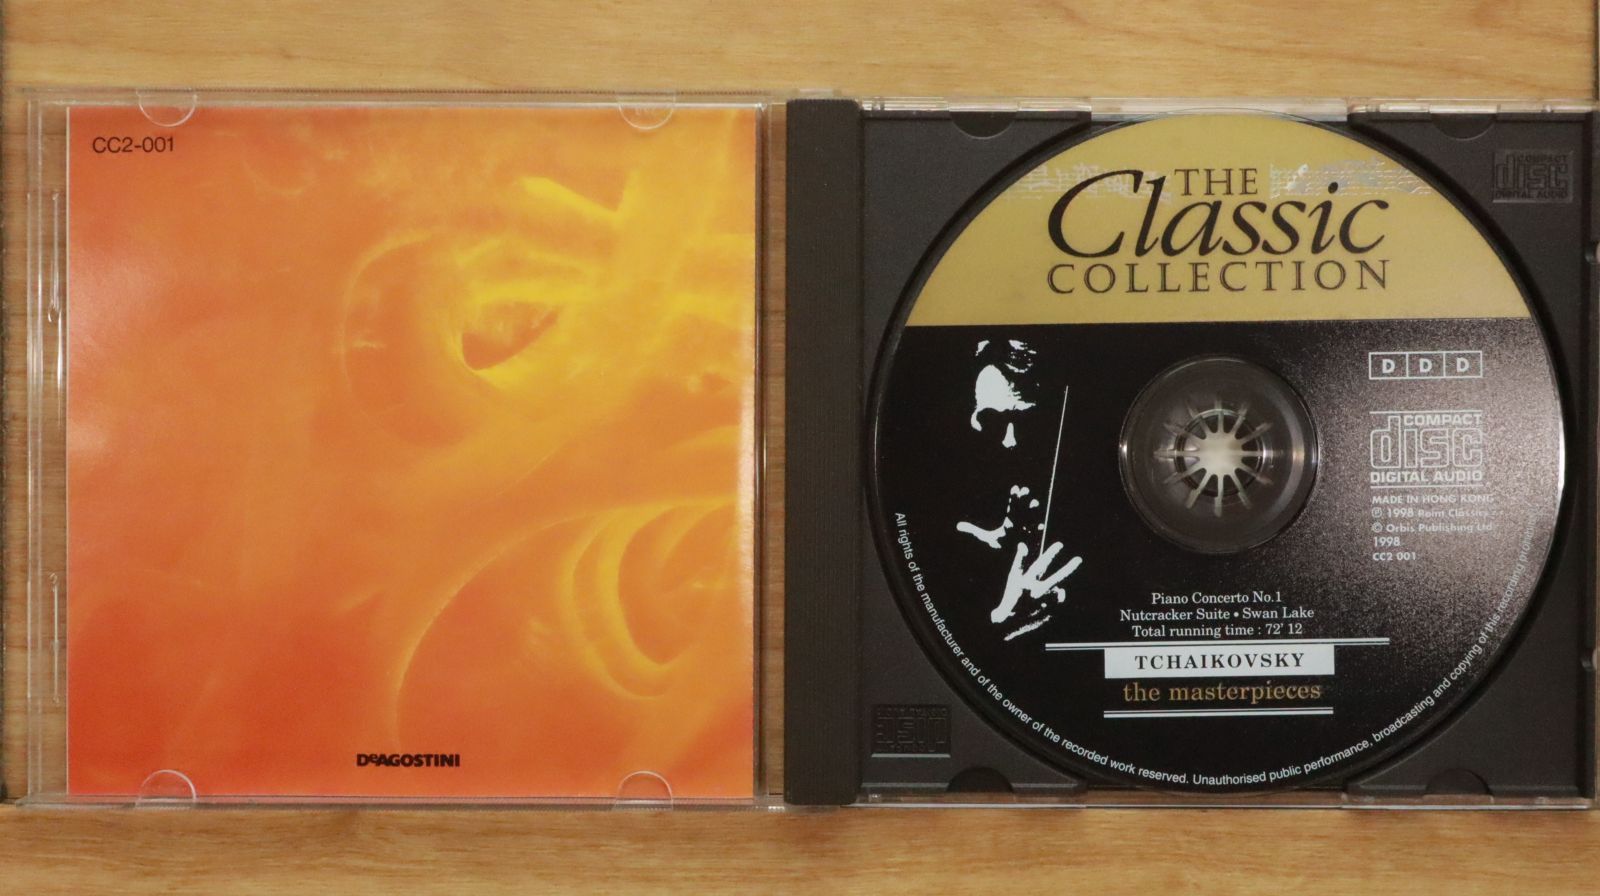 CC2-001
DeAGOSTINI
THE
Classic
COLLECTION
D D D
COMPACT
disc
DIGITAL AUDIO
MADE IN HONG KONG
℗ 1998 Reim Classics
© Orbis Publishing Ltd
1998
CC2 001
Piano Concerto No.1
Nutcracker Suite • Swan Lake
Total running time : 72' 12
TCHAIKOVSKY
the masterpieces
All rights of the manufacturer and of the owner of the recorded work reserved. Unauthorised public performance, broadcasting and copying of this recording prohibited
COMPACT
disc
DIGITAL AUDIO